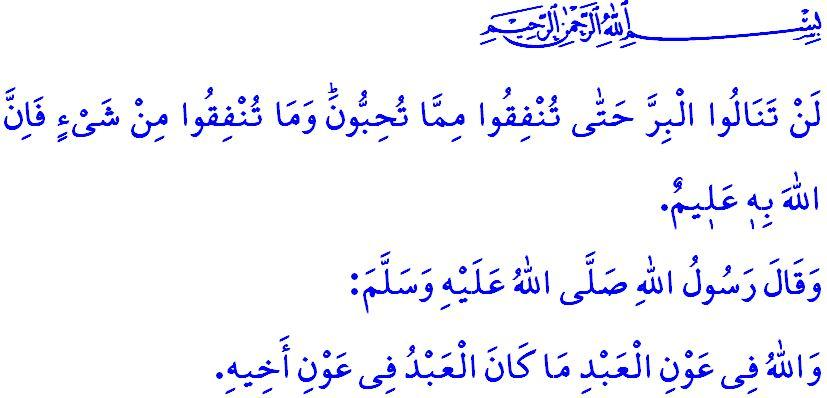 بِسْمِ اللهِ الرَّحْمٰنِ الرَّحِيمِ
لَنْ تَنَالُوا الْبِرَّ حَتّٰى تُنْفِقُوا مِمَّا تُحِبُّونَۜ وَمَا تُنْفِقُوا مِنْ شَيْءٍ فَاِنَّ
اللّٰهَ بِه۪ عَل۪يمٌ.
وَقَالَ رَسُولُ اللّٰهِ صَلَّى اللّٰهُ عَلَيْهِ وَسَلَّمَ:
وَاللّٰهُ فِى عَوْنِ الْعَبْدِ مَا كَانَ الْعَبْدُ فِى عَوْنِ أَخِيهِ.